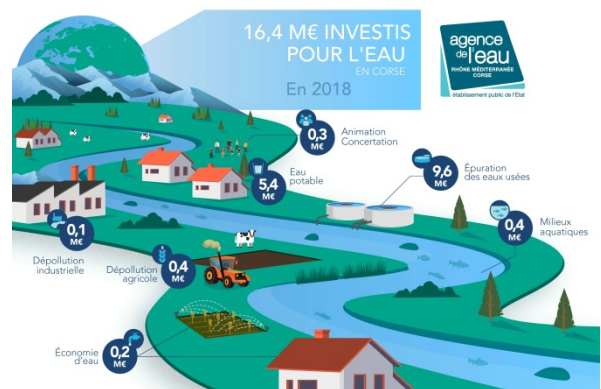 16,4 M€ INVESTIS
POUR L'EAU
EN CORSE
En 2018
agence
de l'eau
RHÔNE MÉDITERRANÉE
CORSE
établissement public de l'État
0,3
M€
Animation
Concertation
5,4
M€
Eau
potable
9,6
M€
Épuration
des eaux usées
0,4
M€
Milieux
aquatiques
0,1
M€
Dépollution
industrielle
Dépollution
agricole
0,4
M€
Économie
d'eau
0,2
M€